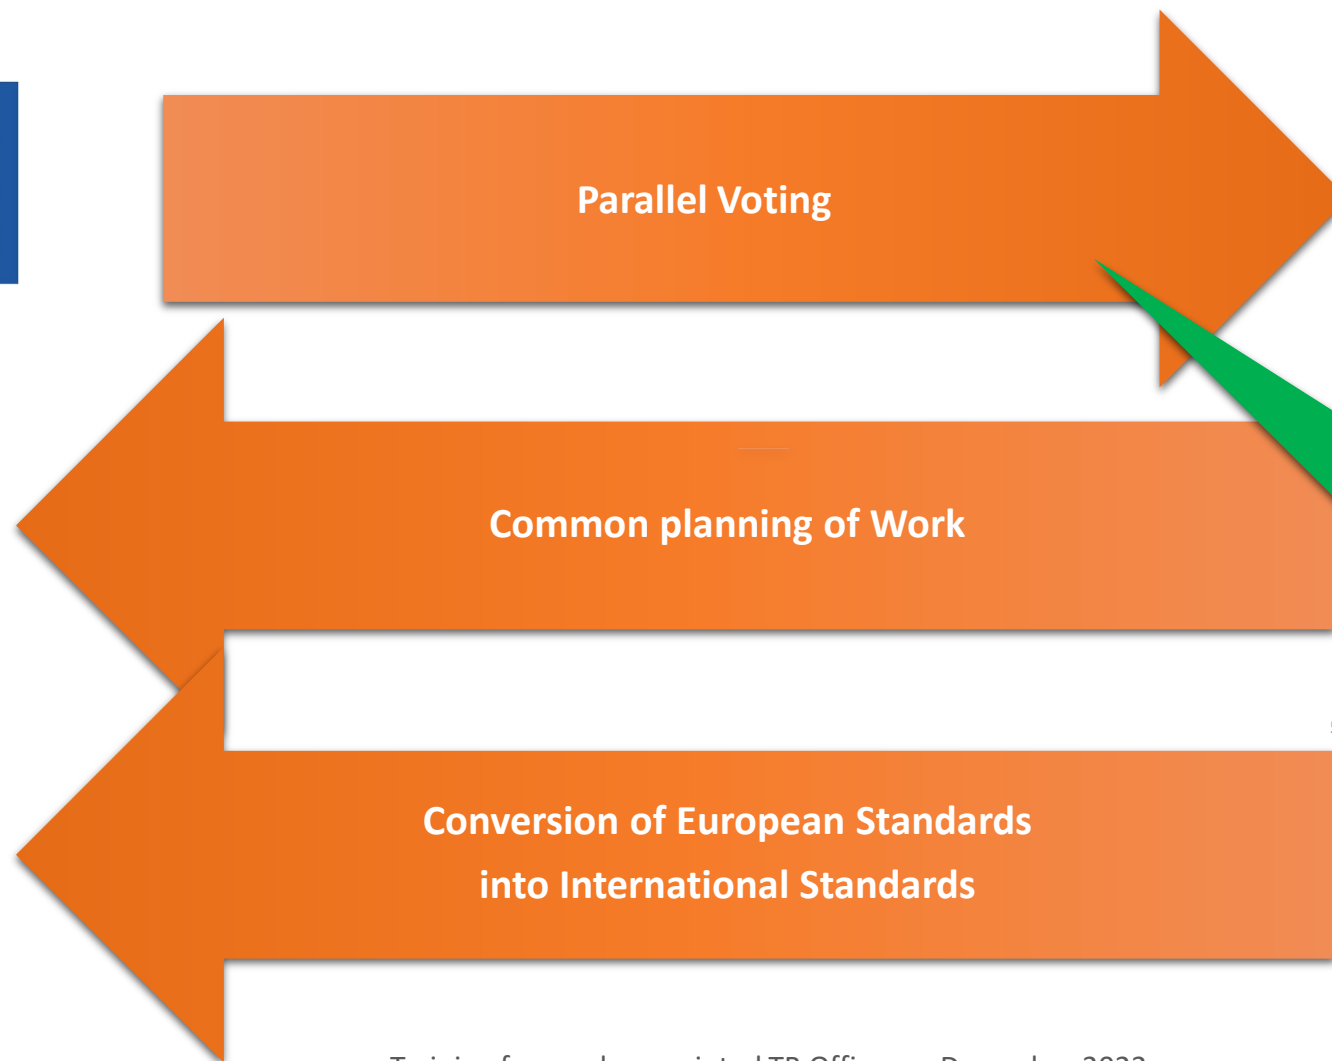 Parallel Voting
Common planning of Work
Conversion of European Standards
into International Standards